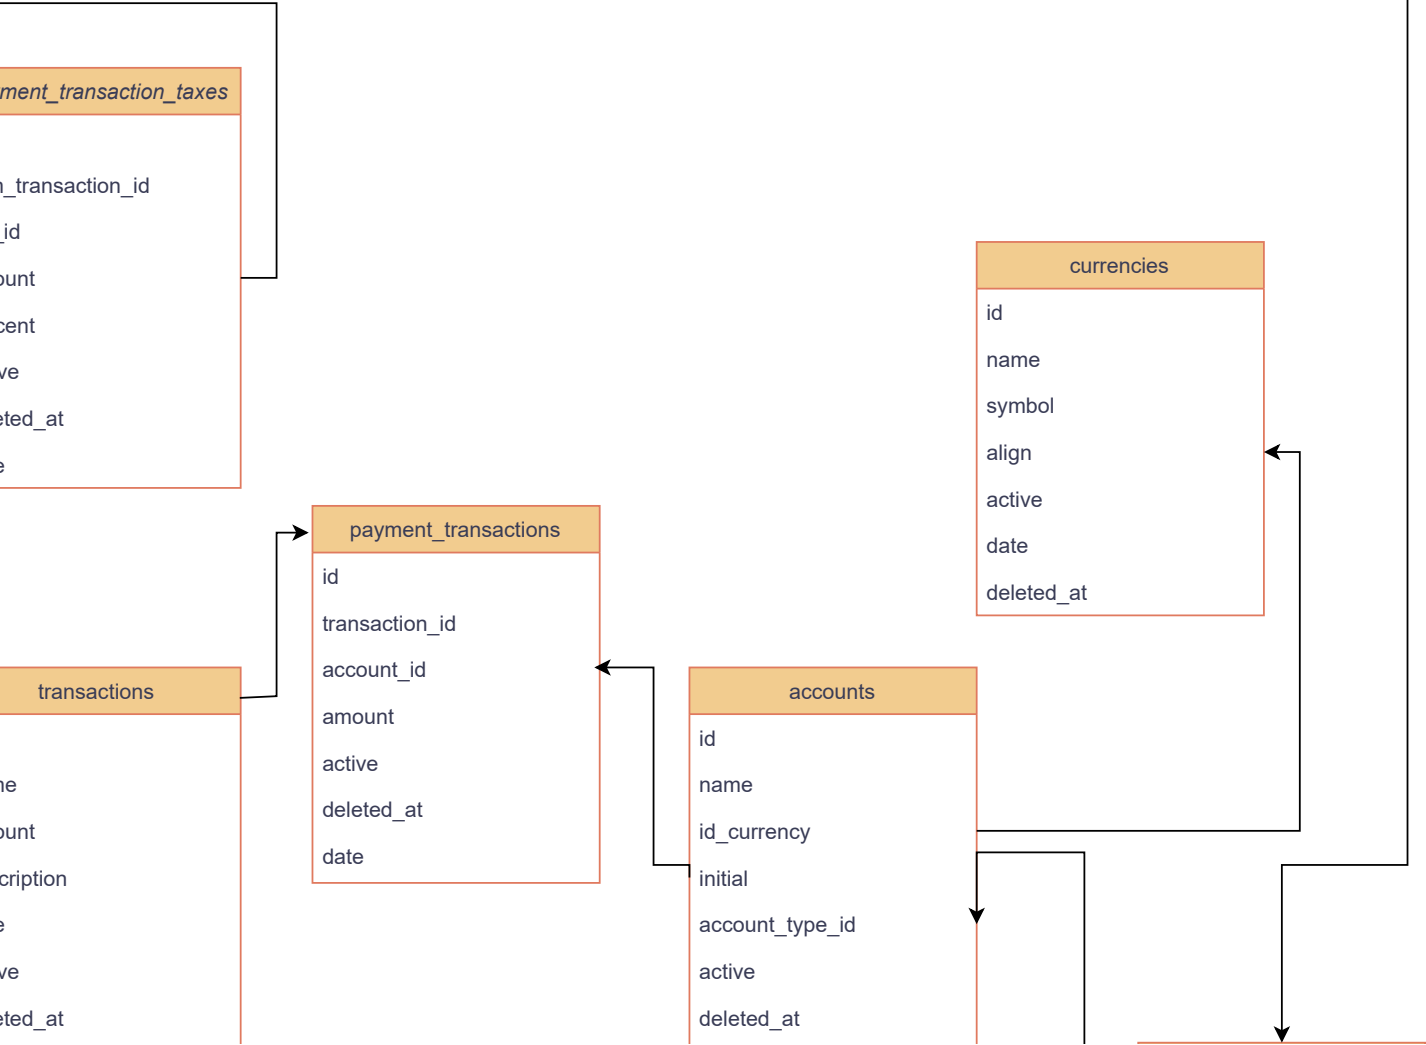 ment_transaction_taxes
_transaction_id
_id
ount
cent
ve
eted_at
e
currencies
id
name
symbol
align
active
date
deleted_at
payment_transactions
id
transaction_id
account_id
amount
active
deleted_at
date
transactions
ne
ount
cription
e
ve
eted_at
accounts
id
name
id_currency
initial
account_type_id
active
deleted_at